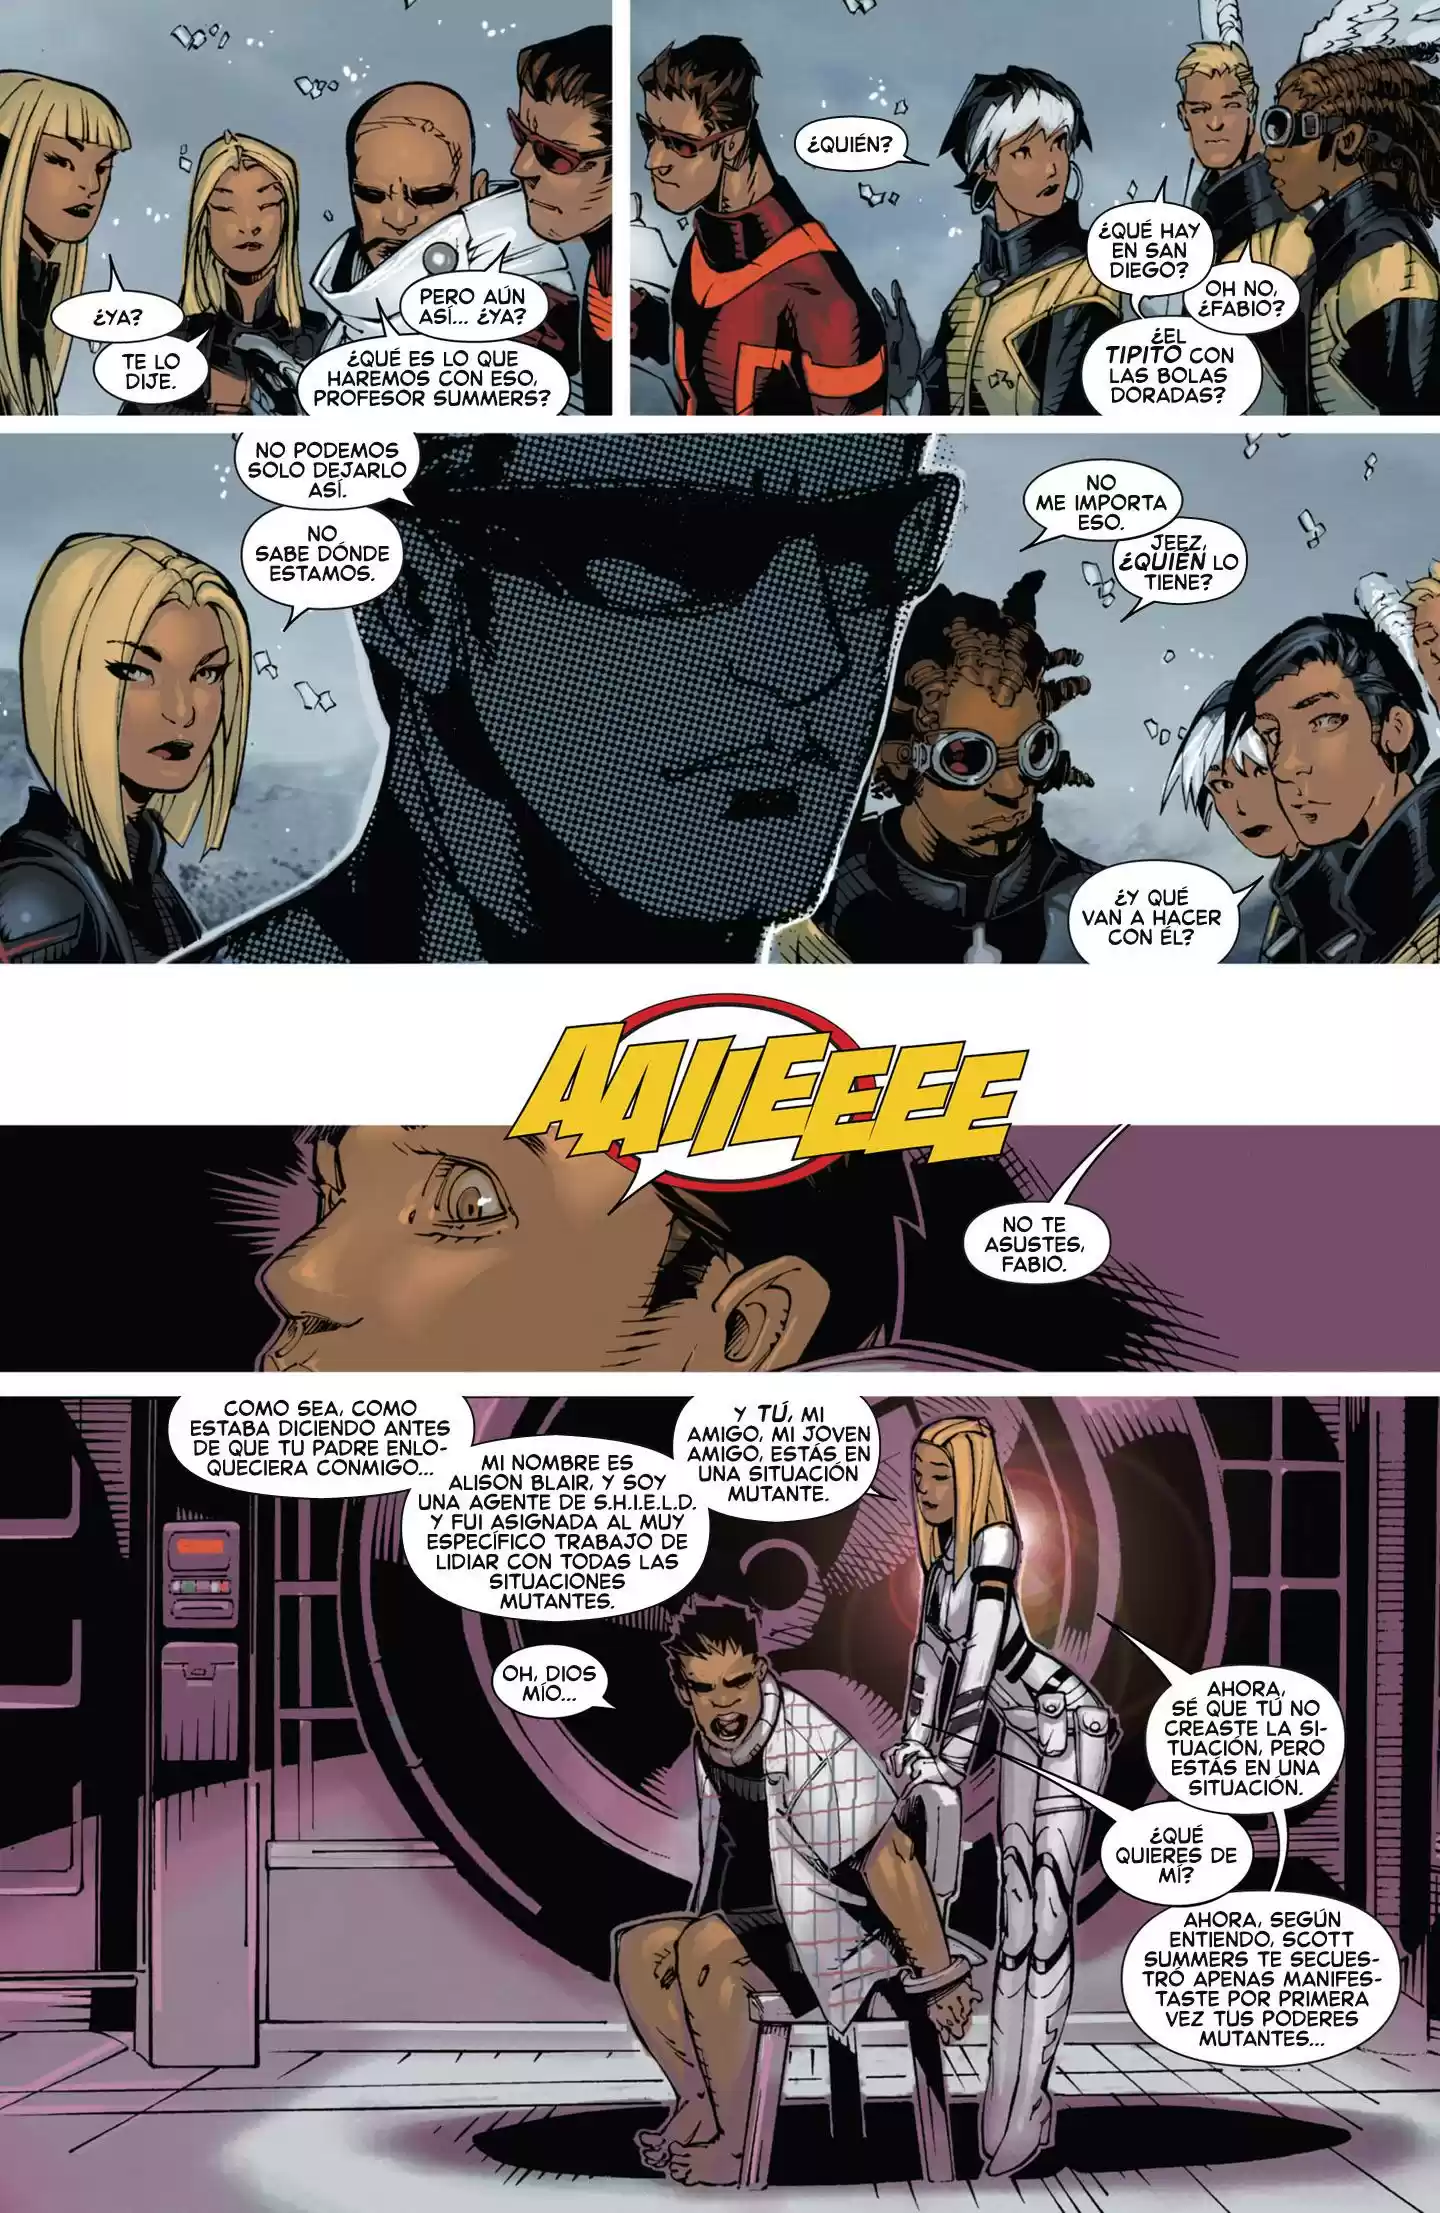 ¿YA?
TE LO
DIJE.
PERO AÚN
ASÍ... ¿YA?
¿QUÉ ES LO QUE
HAREMOS CON ESO,
PROFESOR SUMMERS?
¿QUIÉN?
¿QUÉ HAY
EN SAN
DIEGO?
OH NO,
¿FABIO?
¿EL
TIPITO CON
LAS BOLAS
DORADAS?
NO PODEMOS
SOLO DEJARLO
ASÍ.
NO
SABE DÓNDE
ESTAMOS.
NO
ME IMPORTA
ESO.
JEEZ,
¿QUIÉN LO
TIENE?
¿Y QUÉ
VAN A HACER
CON ÉL?
AAIIEEEE
NO TE
ASUSTES,
FABIO.
COMO SEA, COMO
ESTABA DICIENDO ANTES
DE QUE TU PADRE ENLO-
QUECIERA CONMIGO...
MI NOMBRE ES
ALISON BLAIR, Y SOY
UNA AGENTE DE S.H.I.E.L.D.
Y FUI ASIGNADA AL MUY
ESPECÍFICO TRABAJO DE
LIDIAR CON TODAS LAS
SITUACIONES
MUTANTES.
Y TÚ, MI
AMIGO, MI JOVEN
AMIGO, ESTÁS EN
UNA SITUACIÓN
MUTANTE.
OH, DIOS
MÍO...
AHORA,
SÉ QUE TÚ NO
CREASTE LA SI-
TUACIÓN, PERO
ESTÁS EN UNA
SITUACIÓN.
¿QUÉ
QUIERES DE
MÍ?
AHORA, SEGÚN
ENTIENDO, SCOTT
SUMMERS TE SECUES-
TRÓ APENAS MANIFES-
TASTE POR PRIMERA
VEZ TUS PODERES
MUTANTES...